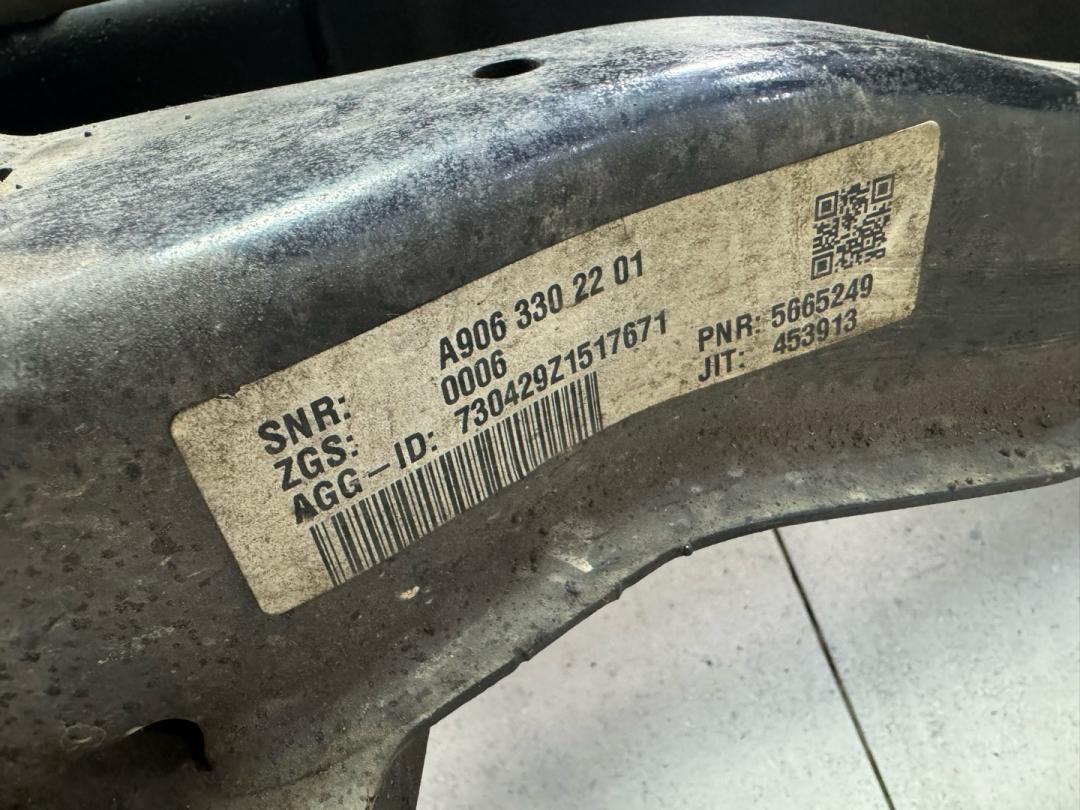 SNR: A906 330 22 01
ZGS: 0006
AGG-ID: 730429Z1517671
PNR: 5665249
JIT: 453913